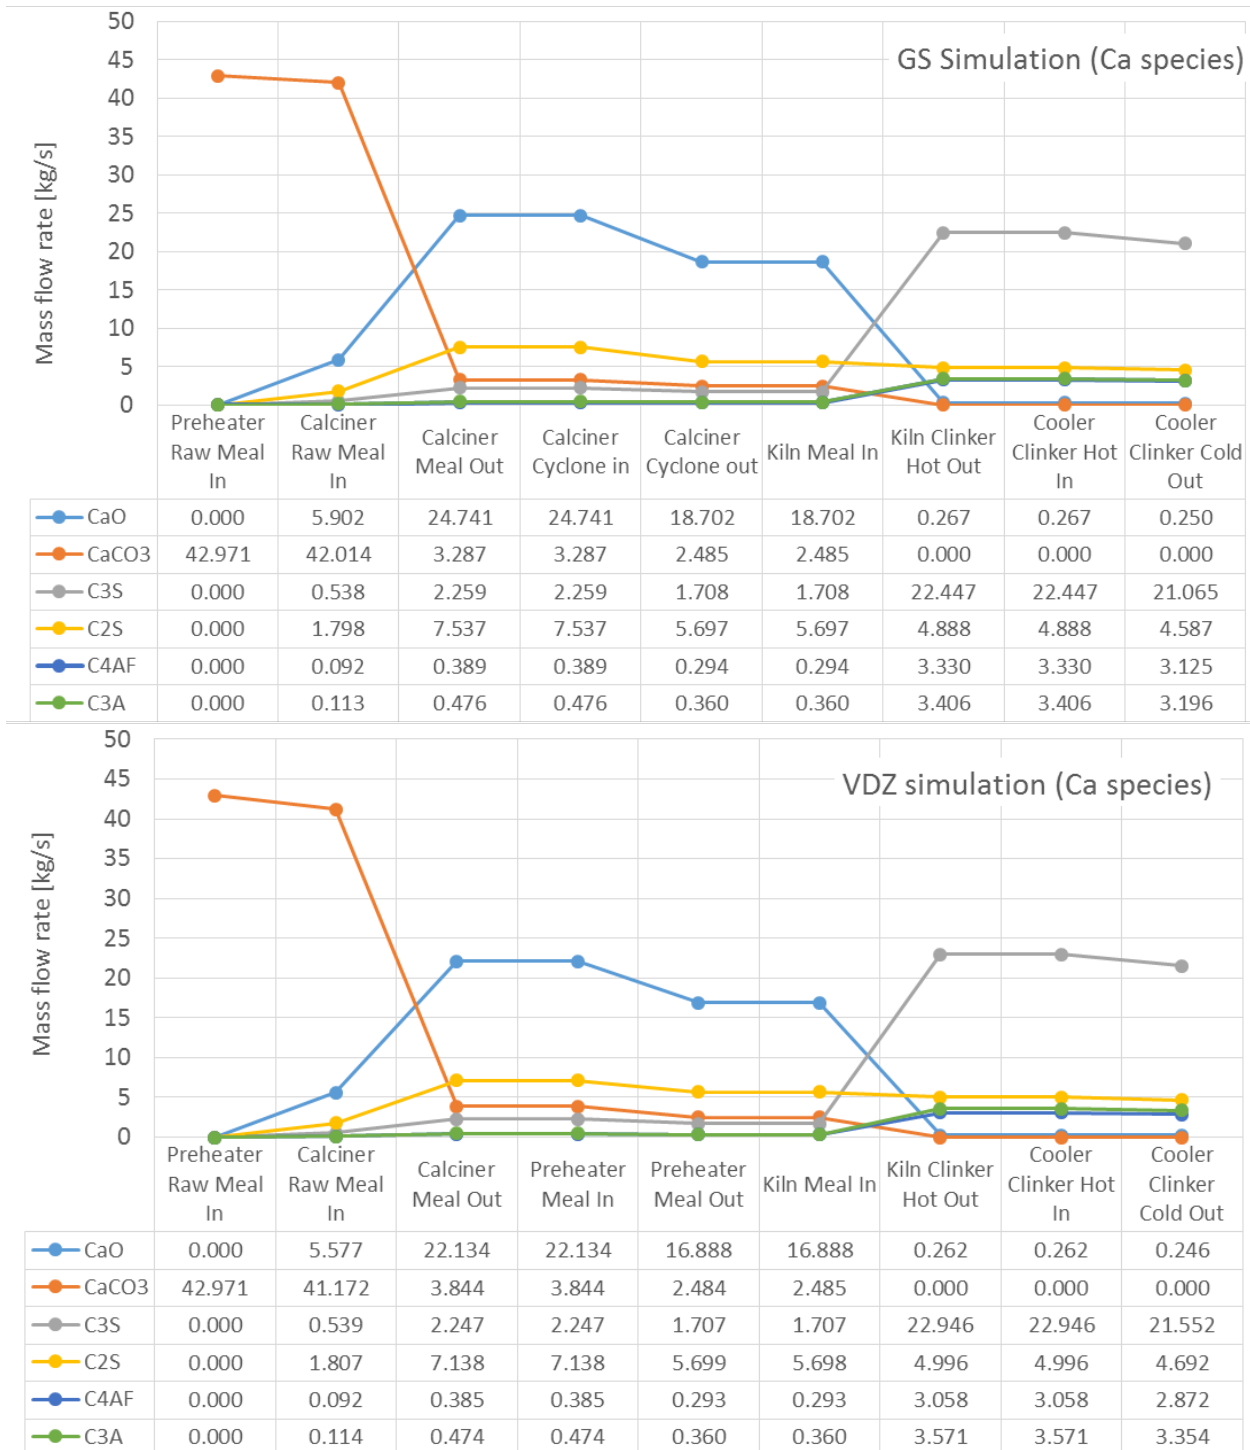 GS Simulation (Ca species)
Mass flow rate [kg/s]
50
45
40
35
30
25
20
15
10
5
0
Preheater Raw Meal In
Calciner Raw Meal In
Calciner Meal Out
Calciner Cyclone in
Calciner Cyclone out
Kiln Meal In
Kiln Clinker Hot Out
Cooler Clinker Hot In
Cooler Clinker Cold Out
CaO 0.000 5.902 24.741 24.741 18.702 18.702 0.267 0.267 0.250
CaCO3 42.971 42.014 3.287 3.287 2.485 2.485 0.000 0.000 0.000
C3S 0.000 0.538 2.259 2.259 1.708 1.708 22.447 22.447 21.065
C2S 0.000 1.798 7.537 7.537 5.697 5.697 4.888 4.888 4.587
C4AF 0.000 0.092 0.389 0.389 0.294 0.294 3.330 3.330 3.125
C3A 0.000 0.113 0.476 0.476 0.360 0.360 3.406 3.406 3.196
VDZ simulation (Ca species)
Mass flow rate [kg/s]
50
45
40
35
30
25
20
15
10
5
0
Preheater Raw Meal In
Calciner Raw Meal In
Calciner Meal Out
Preheater Meal In
Preheater Meal Out
Kiln Meal In
Kiln Clinker Hot Out
Cooler Clinker Hot In
Cooler Clinker Cold Out
CaO 0.000 5.577 22.134 22.134 16.888 16.888 0.262 0.262 0.246
CaCO3 42.971 41.172 3.844 3.844 2.484 2.485 0.000 0.000 0.000
C3S 0.000 0.539 2.247 2.247 1.707 1.707 22.946 22.946 21.552
C2S 0.000 1.807 7.138 7.138 5.699 5.698 4.996 4.996 4.692
C4AF 0.000 0.092 0.385 0.385 0.293 0.293 3.058 3.058 2.872
C3A 0.000 0.114 0.474 0.474 0.360 0.360 3.571 3.571 3.354